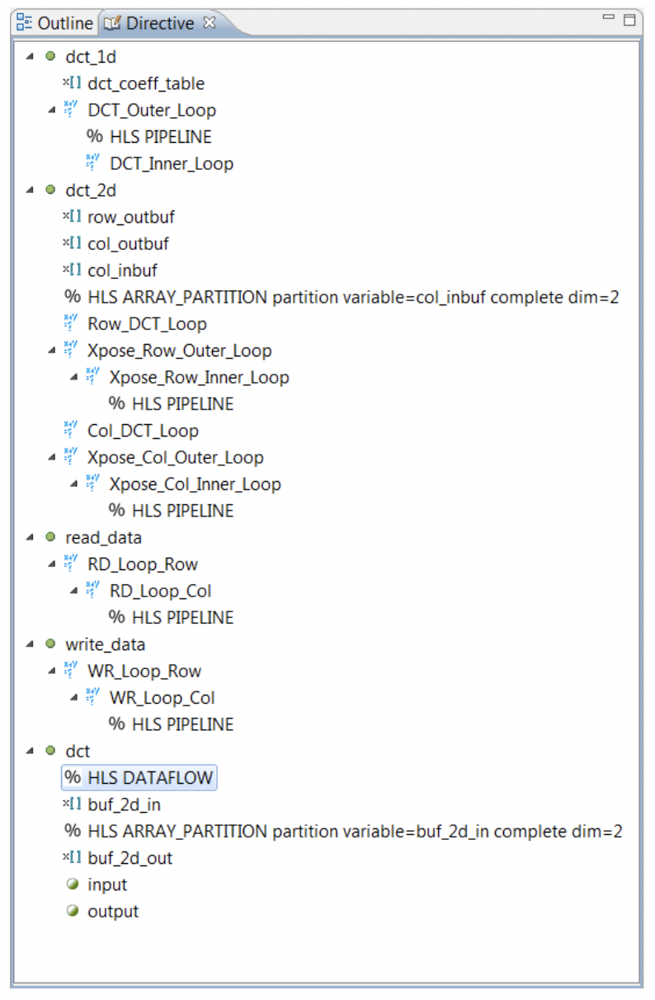 Outline Directive
dct_1d
×[] dct_coeff_table
DCT_Outer_Loop
% HLS PIPELINE
DCT_Inner_Loop
dct_2d
×[] row_outbuf
×[] col_outbuf
×[] col_inbuf
% HLS ARRAY_PARTITION partition variable=col_inbuf complete dim=2
Row_DCT_Loop
Xpose_Row_Outer_Loop
Xpose_Row_Inner_Loop
% HLS PIPELINE
Col_DCT_Loop
Xpose_Col_Outer_Loop
Xpose_Col_Inner_Loop
% HLS PIPELINE
read_data
RD_Loop_Row
RD_Loop_Col
% HLS PIPELINE
write_data
WR_Loop_Row
WR_Loop_Col
% HLS PIPELINE
dct
% HLS DATAFLOW
×[] buf_2d_in
% HLS ARRAY_PARTITION partition variable=buf_2d_in complete dim=2
×[] buf_2d_out
input
output